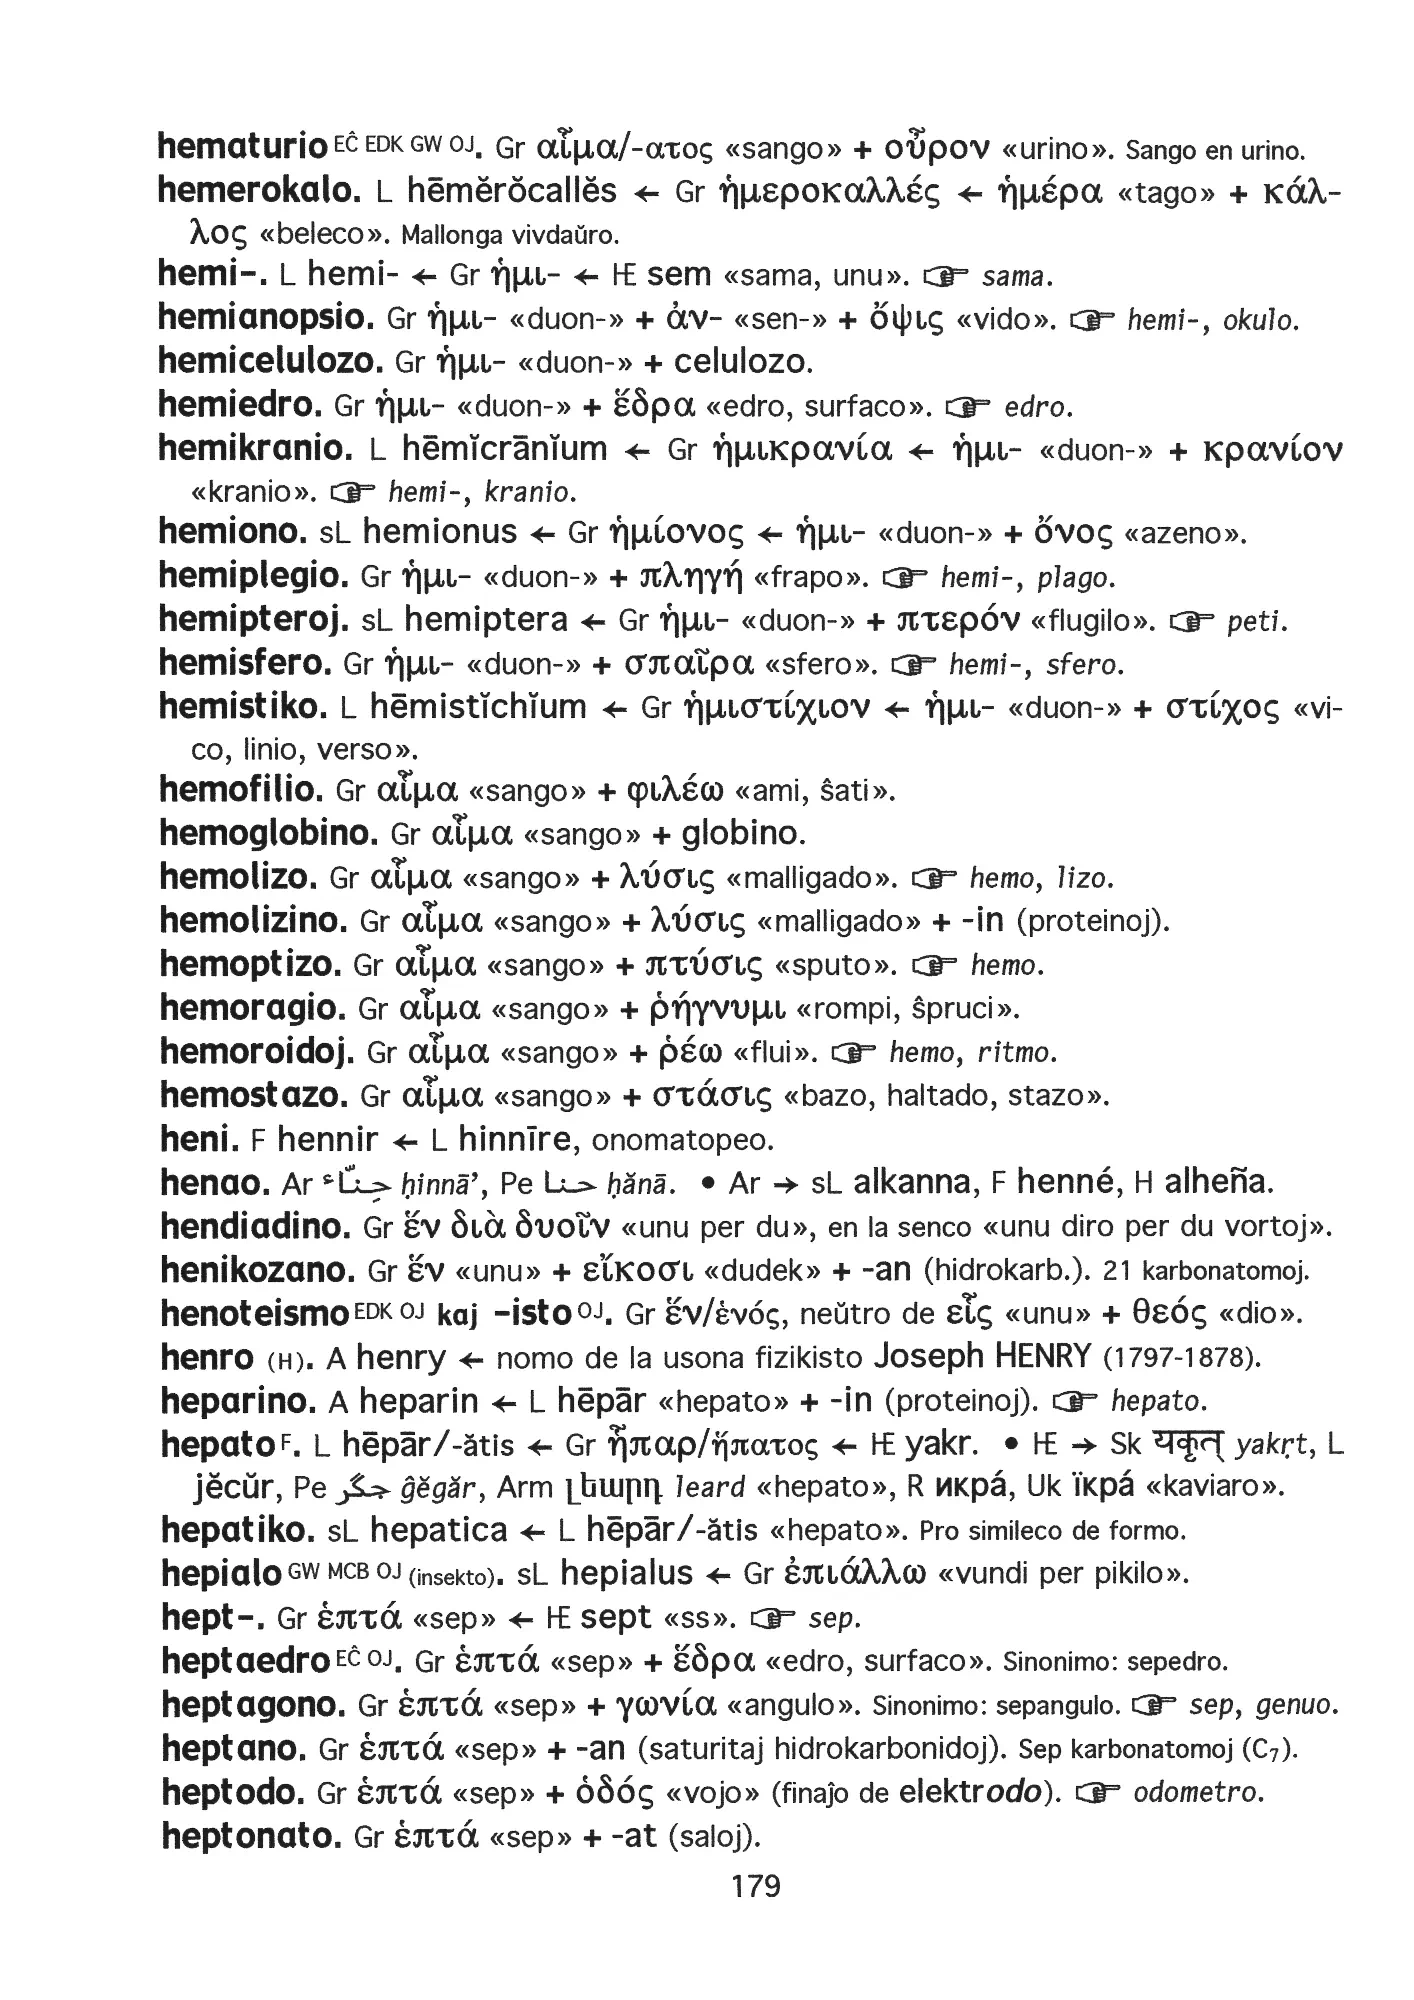 hematurio EĈ EDK GW OJ. Gr αἷμα/-ατος «sango» + οὖρον «urino». Sango en urino.
hemerokalo. L hēmĕrŏcallĕs ← Gr ἡμεροκαλλές ← ἡμέρα «tago» + κάλ-
λος «beleco». Mallonga vivdaŭro.
hemi-. L hemi- ← Gr ἡμι- ← IE sem «sama, unu». ☞ sama.
hemianopsio. Gr ἡμι- «duon-» + ἀν- «sen-» + ὄψις «vido». ☞ hemi-, okulo.
hemicelulozo. Gr ἡμι- «duon-» + celulozo.
hemiedro. Gr ἡμι- «duon-» + ἕδρα «edro, surfaco». ☞ edro.
hemikranio. L hēmĭcrānĭum ← Gr ἡμικρανία ← ἡμι- «duon-» + κρανίον
«kranio». ☞ hemi-, kranio.
hemiono. sL hemionus ← Gr ἡμίονος ← ἡμι- «duon-» + ὄνος «azeno».
hemiplegio. Gr ἡμι- «duon-» + πληγή «frapo». ☞ hemi-, plago.
hemipteroj. sL hemiptera ← Gr ἡμι- «duon-» + πτερόν «flugilo». ☞ peti.
hemisfero. Gr ἡμι- «duon-» + σπαῖρα «sfero». ☞ hemi-, sfero.
hemistiko. L hēmistĭchĭum ← Gr ἡμιστίχιον ← ἡμι- «duon-» + στίχος «vi-
co, linio, verso».
hemofilio. Gr αἷμα «sango» + φιλέω «ami, ŝati».
hemoglobino. Gr αἷμα «sango» + globino.
hemolizo. Gr αἷμα «sango» + λύσις «malligado». ☞ hemo, lizo.
hemolizino. Gr αἷμα «sango» + λύσις «malligado» + -in (proteinoj).
hemoptizo. Gr αἷμα «sango» + πτύσις «sputo». ☞ hemo.
hemoragio. Gr αἷμα «sango» + ῥήγνυμι «rompi, ŝpruci».
hemoroidoj. Gr αἷμα «sango» + ῥέω «flui». ☞ hemo, ritmo.
hemostazo. Gr αἷμα «sango» + στάσις «bazo, haltado, stazo».
heni. F hennir ← L hinnīre, onomatopeo.
henao. Ar حِنّاء ḥinnā’, Pe حنا ḥănā. • Ar → sL alkanna, F henné, H alheña.
hendiadino. Gr ἕν διὰ δυοῖν «unu per du», en la senco «unu diro per du vortoj».
henikozano. Gr ἕν «unu» + εἴκοσι «dudek» + -an (hidrokarb.). 21 karbonatomoj.
henoteismo EDK OJ kaj -isto OJ. Gr ἕν/ἑνός, neŭtro de εἷς «unu» + θεός «dio».
henro (H). A henry ← nomo de la usona fizikisto Joseph HENRY (1797-1878).
heparino. A heparin ← L hēpār «hepato» + -in (proteinoj). ☞ hepato.
hepato F. L hēpār/-ătis ← Gr ἧπαρ/ἥπατος ← IE yakr. • IE → Sk यकृत् yakṛt, L
jĕcŭr, Pe جگر ĝĕgăr, Arm լեարդ leard «hepato», R икра́, Uk ïкра́ «kaviaro».
hepatiko. sL hepatica ← L hēpār/-ătis «hepato». Pro simileco de formo.
hepialo GW MCB OJ (insekto). sL hepialus ← Gr ἐπιάλλω «vundi per pikilo».
hept-. Gr ἑπτά «sep» ← IE sept «ss». ☞ sep.
heptaedro EĈ OJ. Gr ἑπτά «sep» + ἕδρα «edro, surfaco». Sinonimo: sepedro.
heptagono. Gr ἑπτά «sep» + γωνία «angulo». Sinonimo: sepangulo. ☞ sep, genuo.
heptano. Gr ἑπτά «sep» + -an (saturitaj hidrokarbonidoj). Sep karbonatomoj (C₇).
heptodo. Gr ἑπτά «sep» + ὁδός «vojo» (finaĵo de elektrodo). ☞ odometro.
heptonato. Gr ἑπτά «sep» + -at (saloj).
179